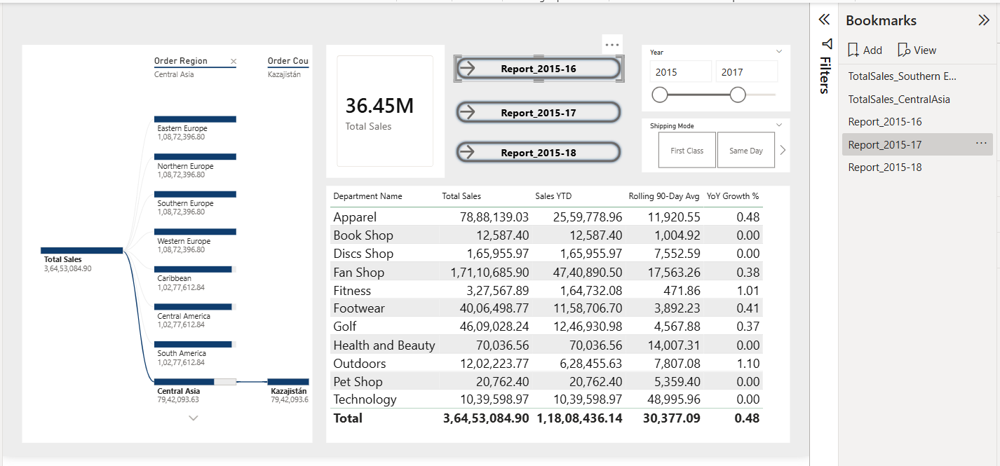 Order Region
Central Asia
Order Cou
Kazajistán
Eastern Europe
1,08,72,396.80
Northern Europe
1,08,72,396.80
Southern Europe
1,08,72,396.80
Western Europe
1,08,72,396.80
Total Sales
3,64,53,084.90
Caribbean
1,02,77,612.84
Central America
1,02,77,612.84
South America
1,02,77,612.84
Central Asia
79,42,093.63
Kazajistán
79,42,093.6
36.45M
Total Sales
Report_2015-16
Report_2015-17
Report_2015-18
Year
2015 2017
Shipping Mode
First Class Same Day
Department Name Total Sales Sales YTD Rolling 90-Day Avg YoY Growth %
Apparel 78,88,139.03 25,59,778.96 11,920.55 0.48
Book Shop 12,587.40 12,587.40 1,004.92 0.00
Discs Shop 1,65,955.97 1,65,955.97 7,552.59 0.00
Fan Shop 1,71,10,685.90 47,40,890.50 17,563.26 0.38
Fitness 3,27,567.89 1,64,732.08 471.86 1.01
Footwear 40,06,498.77 11,58,706.70 3,892.23 0.41
Golf 46,09,028.24 12,46,930.98 4,567.88 0.37
Health and Beauty 70,036.56 70,036.56 14,007.31 0.00
Outdoors 12,02,223.77 6,28,455.63 7,807.08 1.10
Pet Shop 20,762.40 20,762.40 5,359.40 0.00
Technology 10,39,598.97 10,39,598.97 48,995.96 0.00
Total 3,64,53,084.90 1,18,08,436.14 30,377.09 0.48
Filters
Bookmarks
Add View
TotalSales_Southern E...
TotalSales_CentralAsia
Report_2015-16
Report_2015-17
Report_2015-18